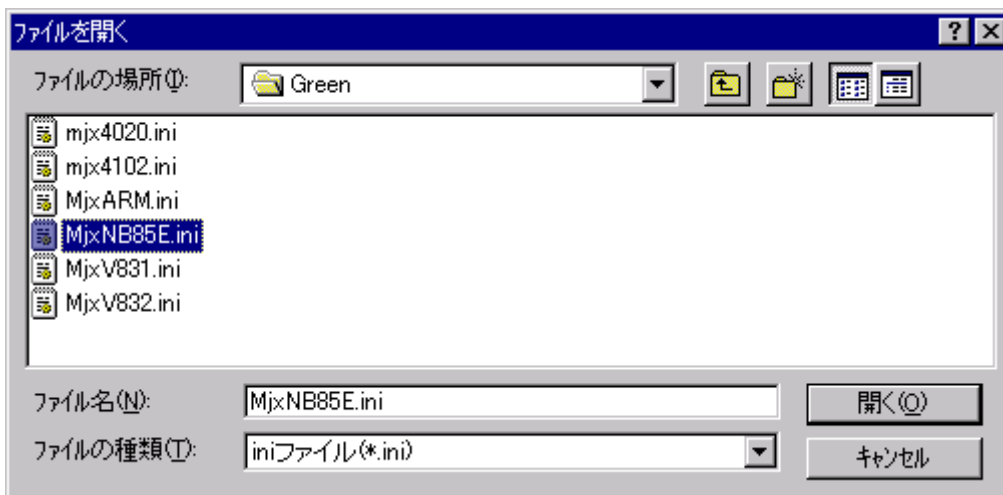 ファイルを開く
ファイルの場所(I): Green
mjx4020.ini
mjx4102.ini
MjxARM.ini
MjxNB85E.ini
MjxV831.ini
MjxV832.ini
ファイル名(N): MjxNB85E.ini 開く(O)
ファイルの種類(T): iniファイル(*.ini) キャンセル